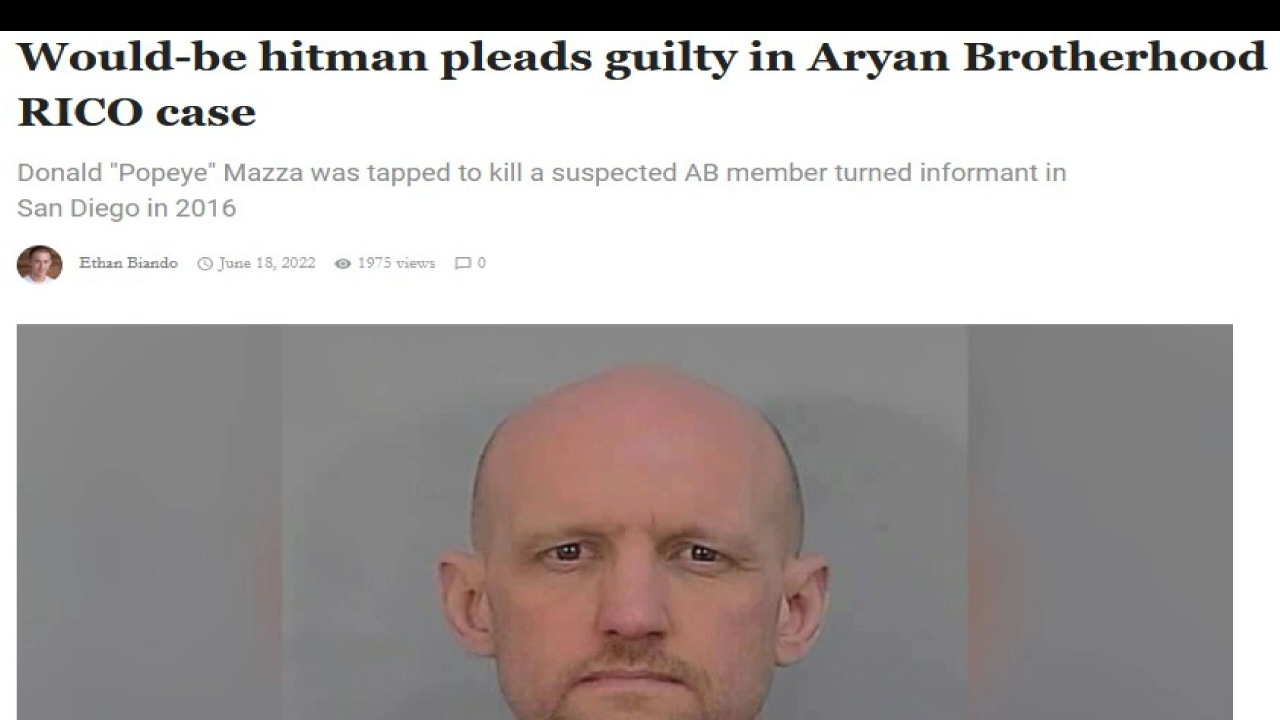 Would-be hitman pleads guilty in Aryan Brotherhood
RICO case
Donald "Popeye" Mazza was tapped to kill a suspected AB member turned informant in
San Diego in 2016
Ethan Biando June 18, 2022 1975 views 0